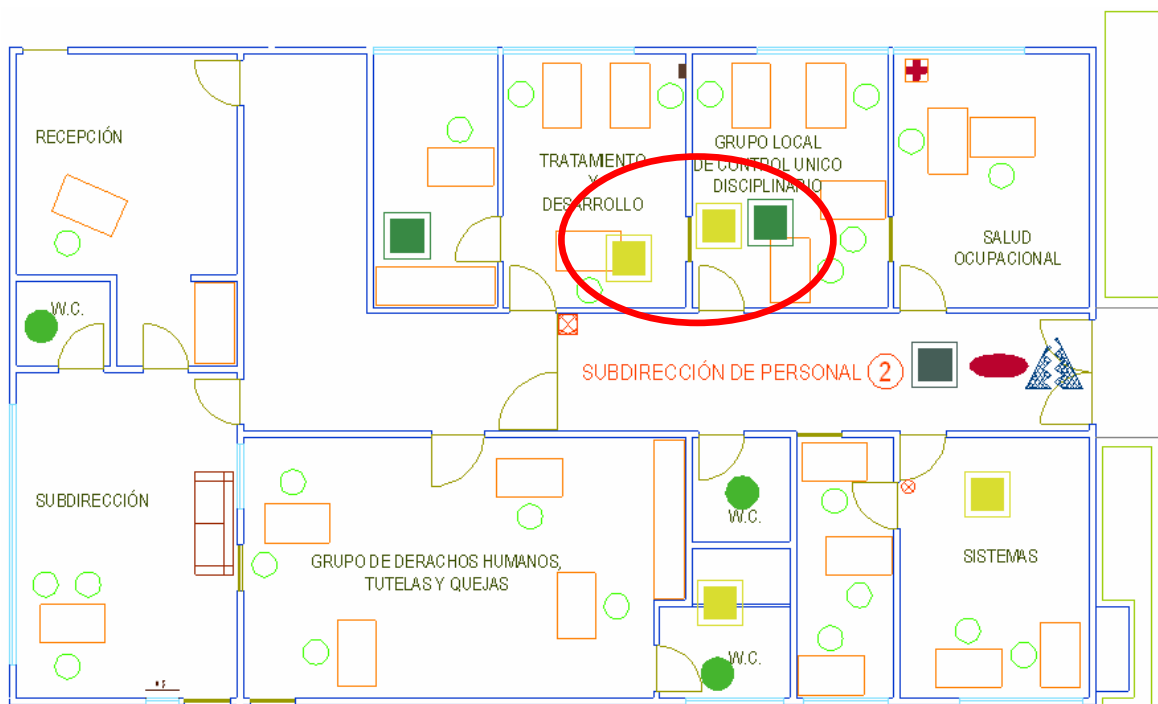 RECEPCIÓN
TRATAMIENTO
Y
DESARROLLO
GRUPO LOCAL
DE CONTROL UNICO
DISCIPLINARIO
SALUD
OCUPACIONAL
W.C.
SUBDIRECCIÓN DE PERSONAL 2
SUBDIRECCIÓN
GRUPO DE DERACHOS HUMANOS,
TUTELAS Y QUEJAS
W.C.
SISTEMAS
W.C.